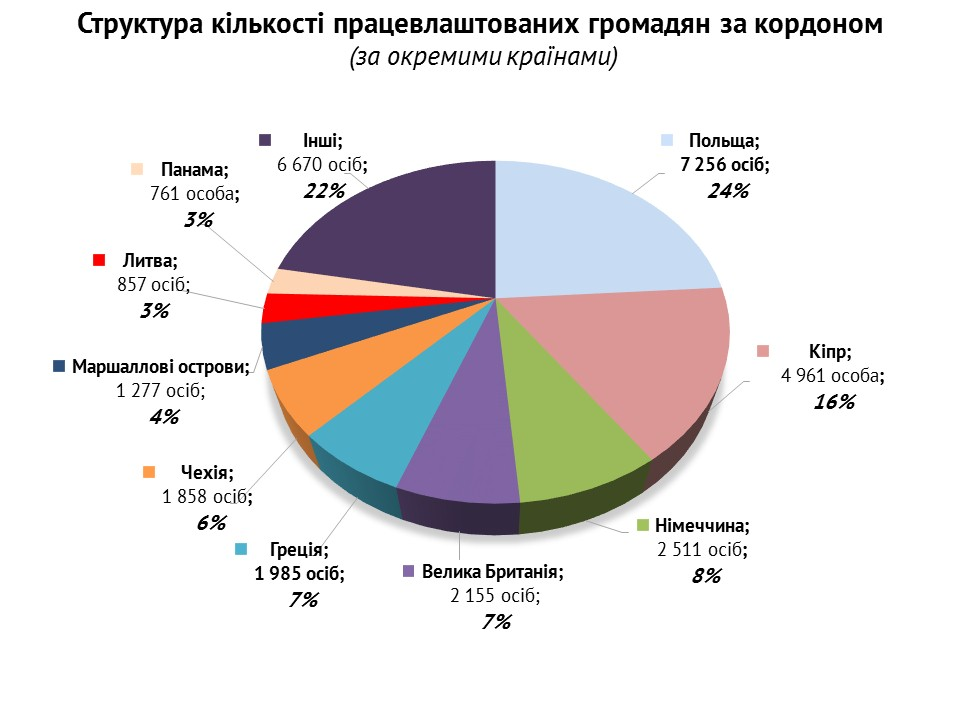 Структура кількості працевлаштованих громадян за кордоном
(за окремими країнами)
Інші;
6 670 осіб;
22%
Польща;
7 256 осіб;
24%
Панама;
761 особа;
3%
Литва;
857 осіб;
3%
Кіпр;
4 961 особа;
16%
Маршаллові острови;
1 277 осіб;
4%
Чехія;
1 858 осіб;
6%
Німеччина;
2 511 осіб;
8%
Греція;
1 985 осіб;
7%
Велика Британія;
2 155 осіб;
7%